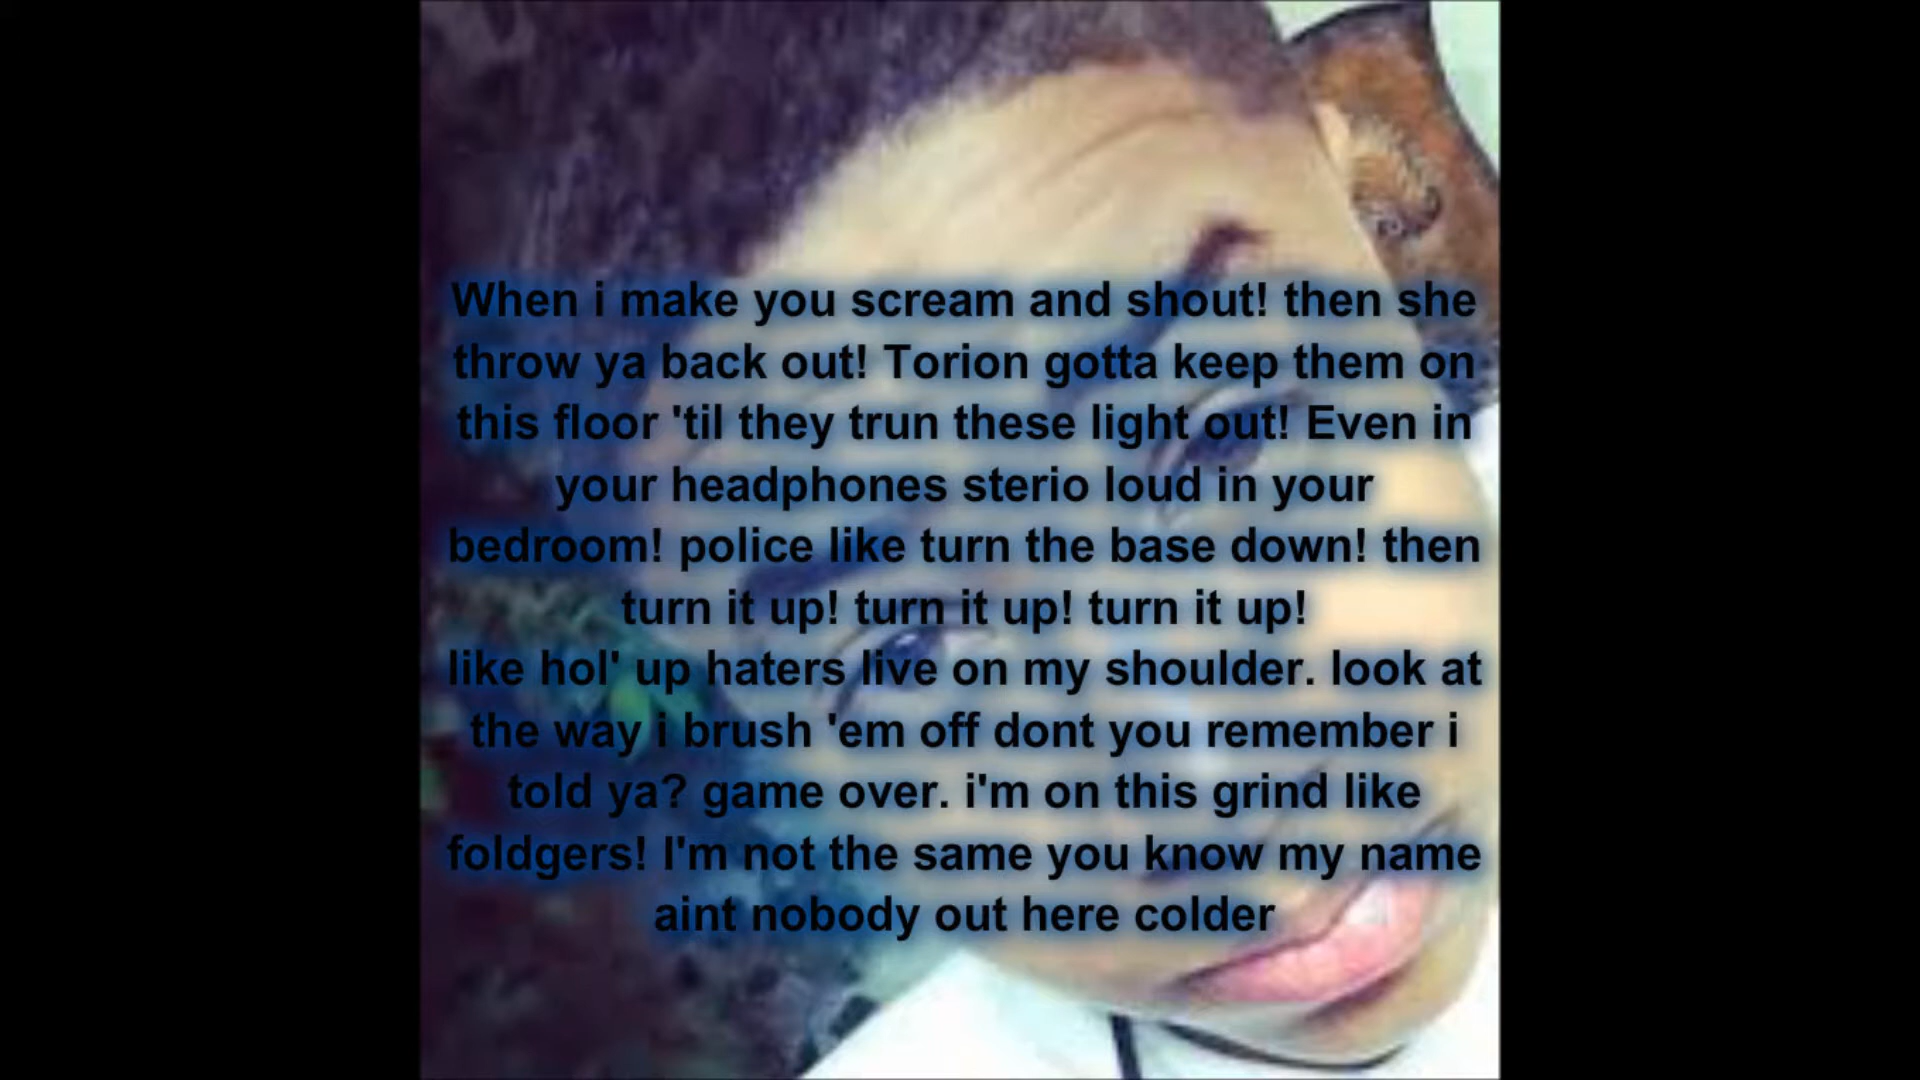 When i make you scream and shout! then she
throw ya back out! Torion gotta keep them on
this floor 'til they trun these light out! Even in
your headphones sterio loud in your
bedroom! police like turn the base down! then
turn it up! turn it up! turn it up!
like hol' up haters live on my shoulder. look at
the way i brush 'em off dont you remember i
told ya? game over. i'm on this grind like
foldgers! I'm not the same you know my name
aint nobody out here colder